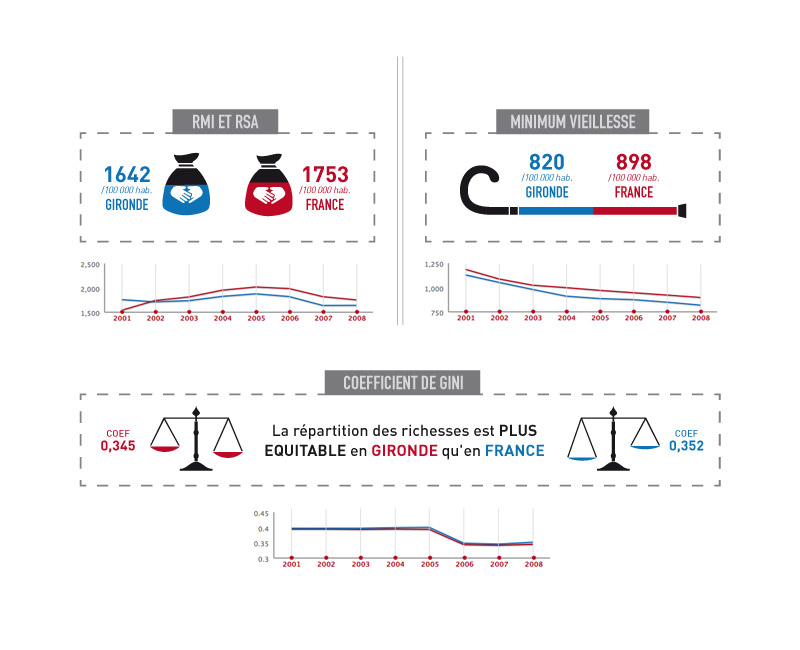 RMI ET RSA
1642
/100 000 hab.
GIRONDE
1753
/100 000 hab.
FRANCE
2,500
2,000
1,500
2001 2002 2003 2004 2005 2006 2007 2008
MINIMUM VIEILLESSE
820
/100 000 hab.
GIRONDE
898
/100 000 hab.
FRANCE
1,250
1,000
750
2001 2002 2003 2004 2005 2006 2007 2008
COEFFICIENT DE GINI
COEF
0,345
La répartition des richesses est PLUS
EQUITABLE en GIRONDE qu'en FRANCE
COEF
0,352
0.45
0.4
0.35
0.3
2001 2002 2003 2004 2005 2006 2007 2008